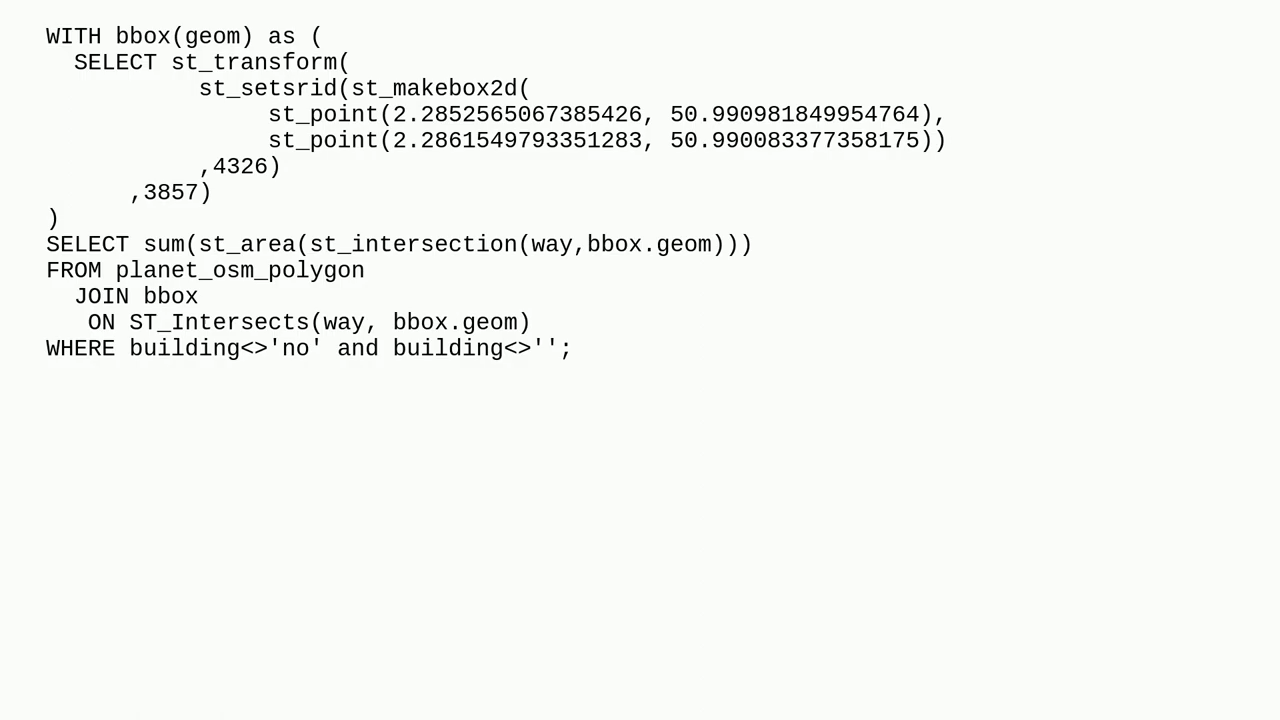 WITH bbox(geom) as (
  SELECT st_transform(
           st_setsrid(st_makebox2d(
                st_point(2.2852565067385426, 50.990981849954764),
                st_point(2.2861549793351283, 50.990083377358175))
           ,4326)
      ,3857)
)
SELECT sum(st_area(st_intersection(way,bbox.geom)))
FROM planet_osm_polygon
  JOIN bbox
   ON ST_Intersects(way, bbox.geom)
WHERE building<>'no' and building<>'';